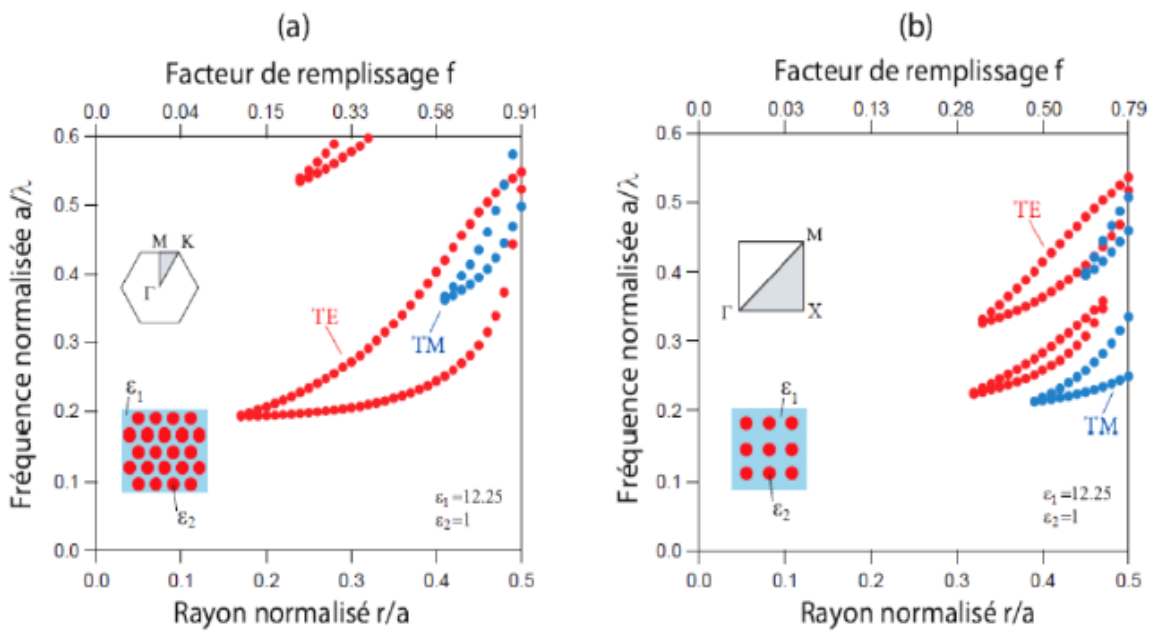 (a)
Facteur de remplissage f
0.0 0.04 0.15 0.33 0.58 0.91
Fréquence normalisée a/λ
0.6
0.5
0.4
0.3
0.2
0.1
0.0
M K
Γ
TE
TM
ε1
ε2
ε1=12.25
ε2=1
0.0 0.1 0.2 0.3 0.4 0.5
Rayon normalisé r/a
(b)
Facteur de remplissage f
0.0 0.03 0.13 0.28 0.50 0.79
Fréquence normalisée a/λ
0.6
0.5
0.4
0.3
0.2
0.1
0.0
TE
M
Γ X
TM
ε1
ε2
ε1=12.25
ε2=1
0.0 0.1 0.2 0.3 0.4 0.5
Rayon normalisé r/a